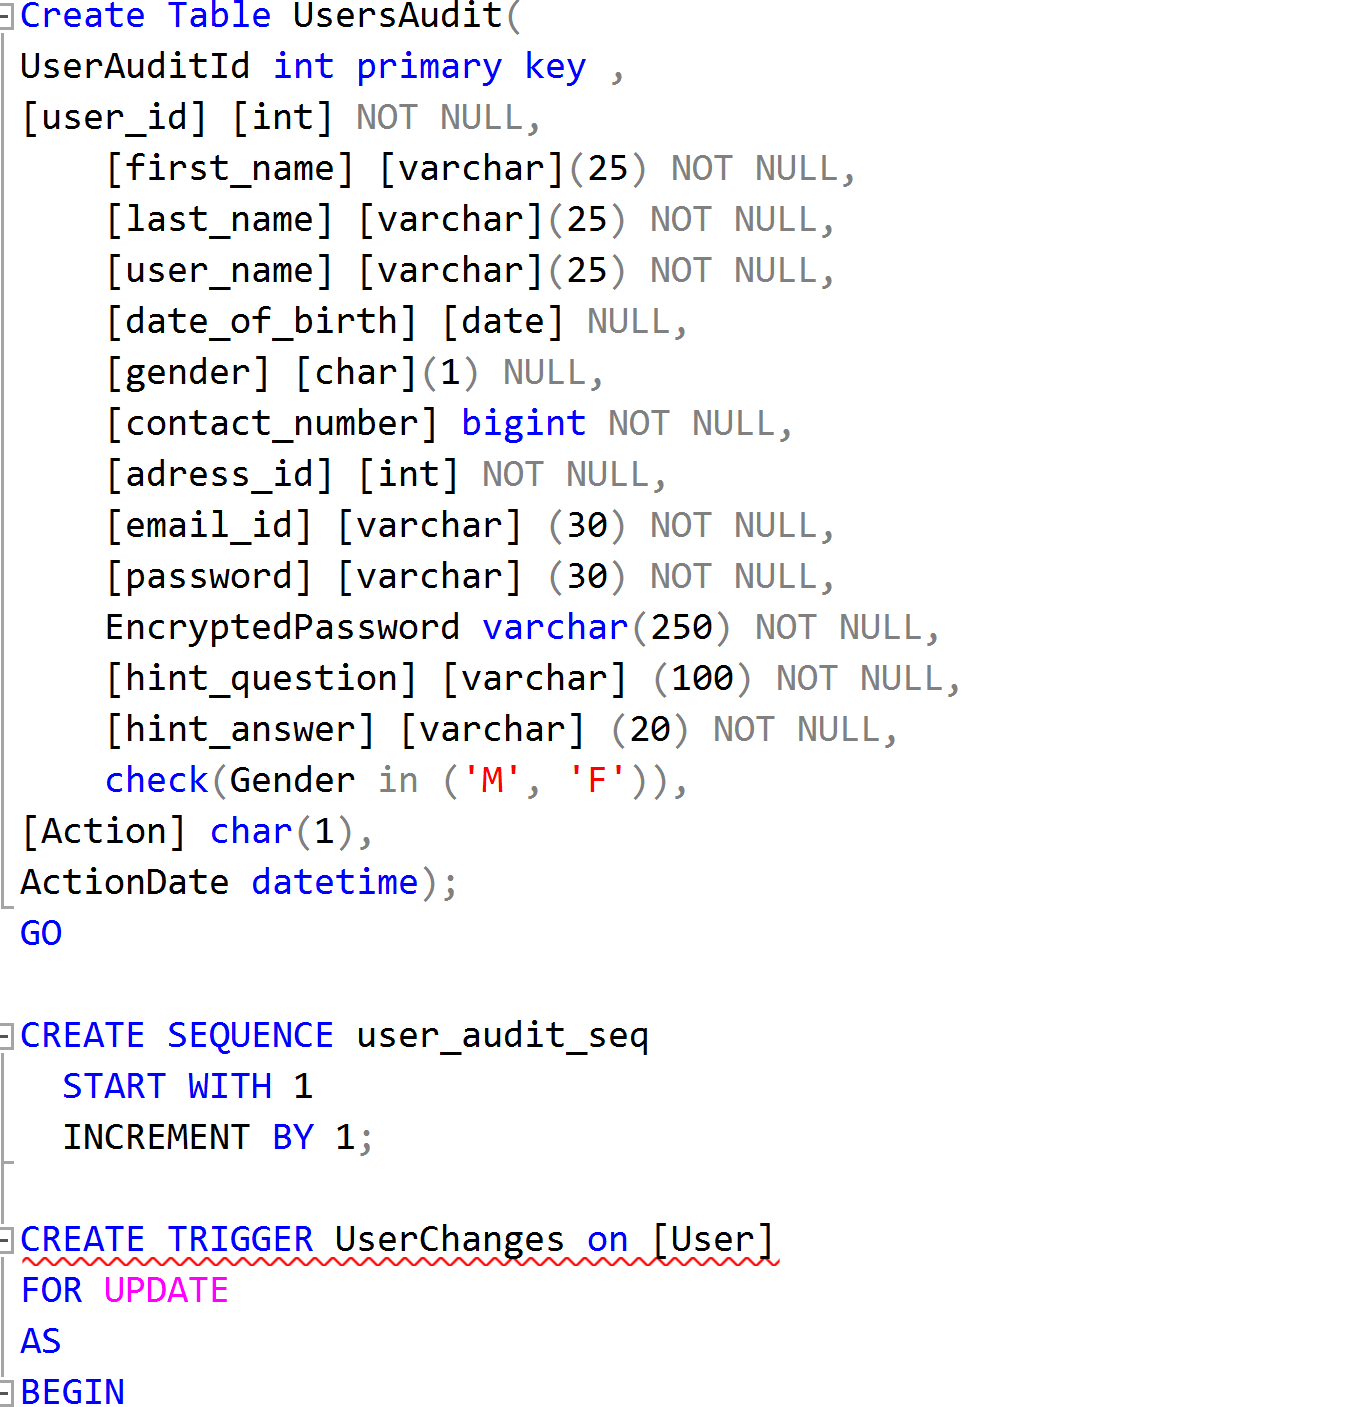 Create Table UsersAudit(
UserAuditId int primary key ,
[user_id] [int] NOT NULL,
[first_name] [varchar](25) NOT NULL,
[last_name] [varchar](25) NOT NULL,
[user_name] [varchar](25) NOT NULL,
[date_of_birth] [date] NULL,
[gender] [char](1) NULL,
[contact_number] bigint NOT NULL,
[adress_id] [int] NOT NULL,
[email_id] [varchar] (30) NOT NULL,
[password] [varchar] (30) NOT NULL,
EncryptedPassword varchar(250) NOT NULL,
[hint_question] [varchar] (100) NOT NULL,
[hint_answer] [varchar] (20) NOT NULL,
check(Gender in ('M', 'F')),
[Action] char(1),
ActionDate datetime);
GO
CREATE SEQUENCE user_audit_seq
START WITH 1
INCREMENT BY 1;
CREATE TRIGGER UserChanges on [User]
FOR UPDATE
AS
BEGIN